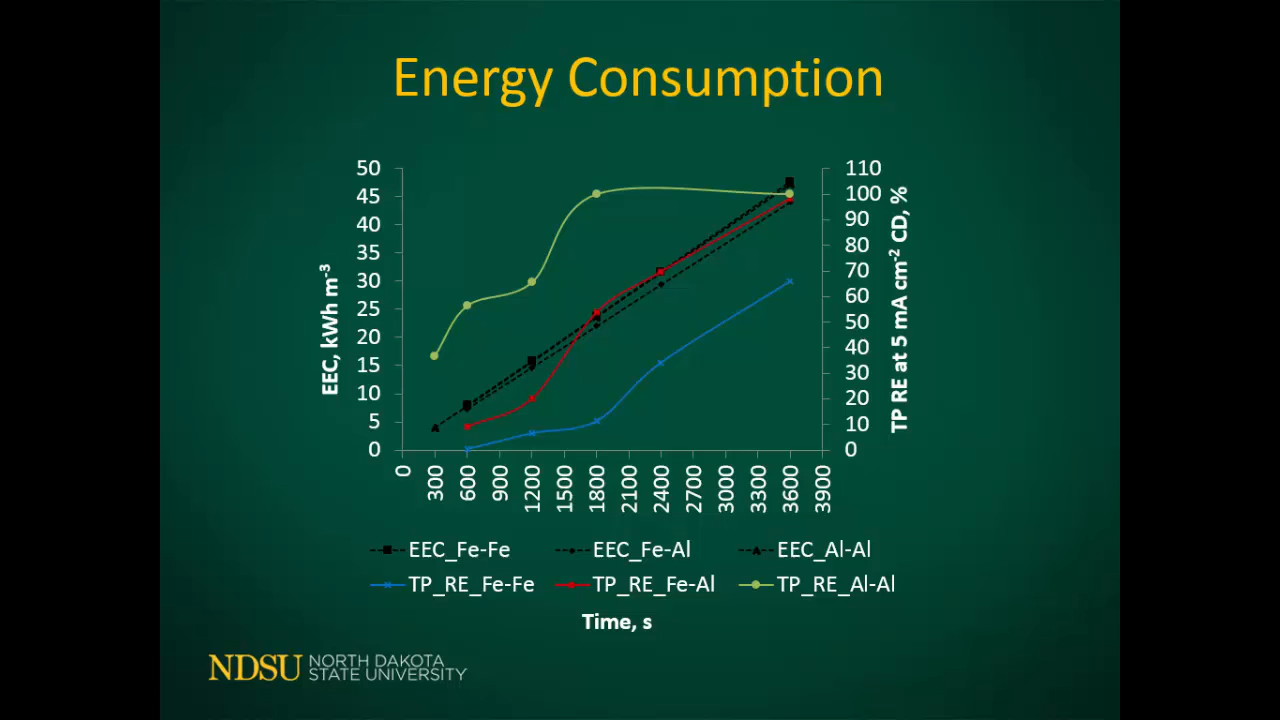 Energy Consumption
50
45
40
35
30
25
20
15
10
5
0
EEC, kWh m-3
110
100
90
80
70
60
50
40
30
20
10
0
TP RE at 5 mA cm-2 CD, %
0 300 600 900 1200 1500 1800 2100 2400 2700 3000 3300 3600 3900
EEC_Fe-Fe EEC_Fe-Al EEC_Al-Al
TP_RE_Fe-Fe TP_RE_Fe-Al TP_RE_Al-Al
Time, s
NDSU NORTH DAKOTA
STATE UNIVERSITY